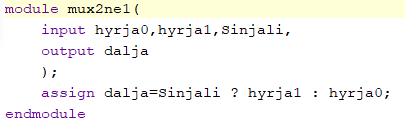 module mux2ne1(
    input hyrja0,hyrja1,Sinjali,
    output dalja
    );
    assign dalja=Sinjali ? hyrja1 : hyrja0;
endmodule